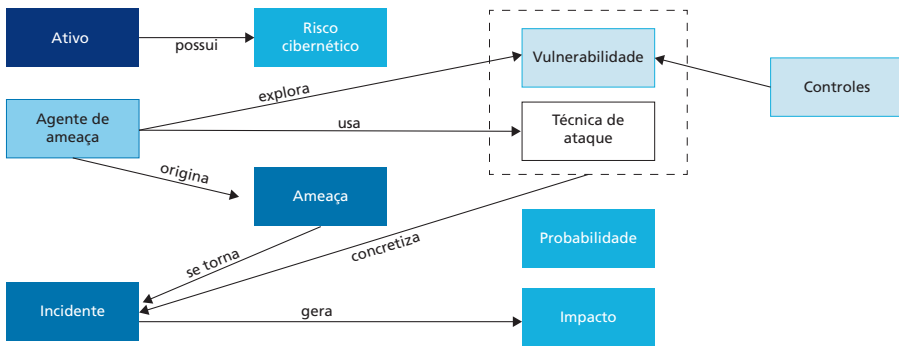 Ativo
possui
Risco
cibernético
Vulnerabilidade
Controles
explora
Agente de
ameaça
usa
Técnica de
ataque
origina
Ameaça
se torna
concretiza
Probabilidade
Incidente
gera
Impacto